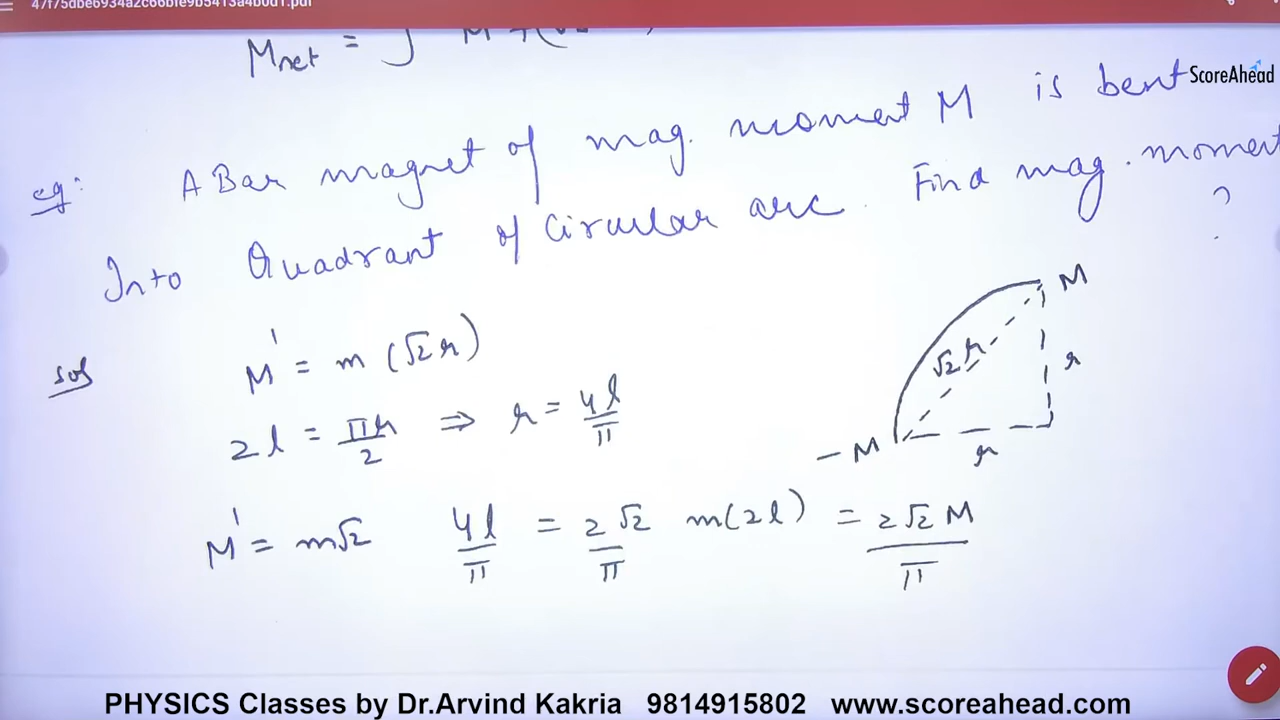 M net = ∫
ScoreAhead
eg: A Bar magnet of mag. moment M is bent
Into Quadrant of Circular arc. Find mag. moment ?
Sol M' = m (√2 r)
2l = πr/2 ⇒ r = 4l/π
M' = m√2 4l/π = 2√2/π m(2l) = 2√2 M/π
M
√2 r
r
-M
r
PHYSICS Classes by Dr.Arvind Kakria 9814915802 www.scoreahead.com